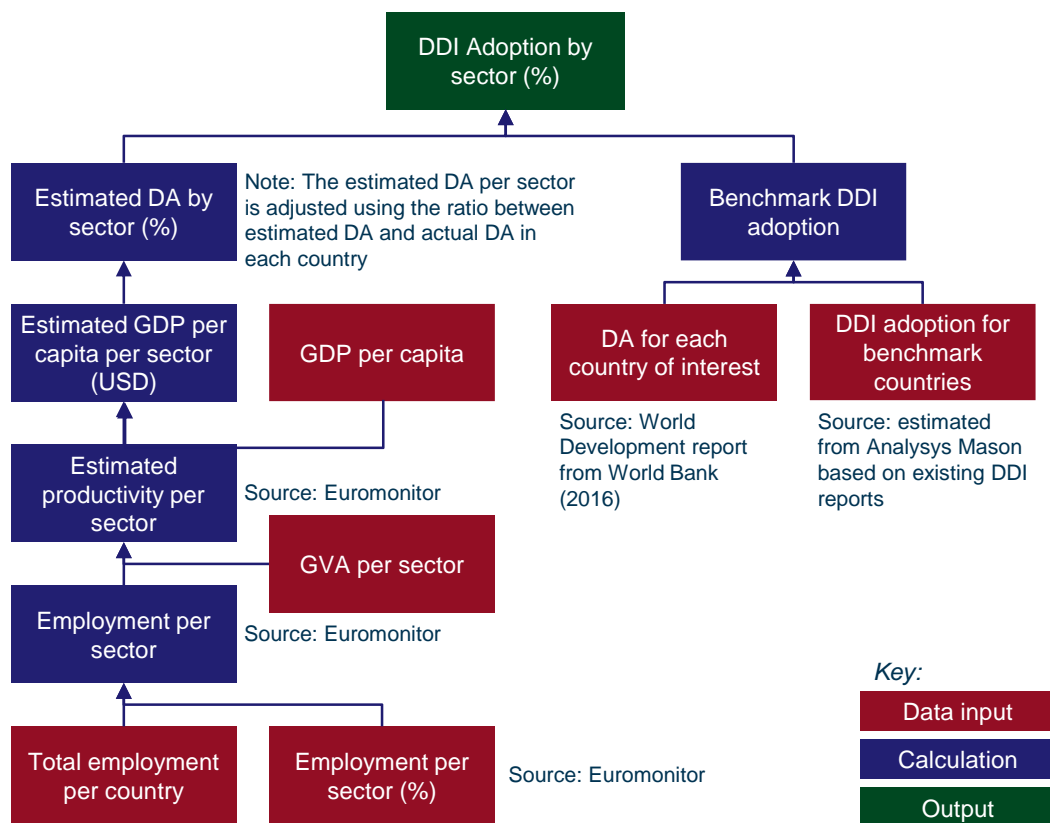 DDI Adoption by
sector (%)
Estimated DA by
sector (%)
Note: The estimated DA per sector
is adjusted using the ratio between
estimated DA and actual DA in
each country
Benchmark DDI
adoption
Estimated GDP per
capita per sector
(USD)
GDP per capita
DA for each
country of interest
DDI adoption for
benchmark
countries
Source: World
Development report
from World Bank
(2016)
Source: estimated
from Analysys Mason
based on existing DDI
reports
Estimated
productivity per
sector
Source: Euromonitor
GVA per sector
Employment per
sector
Source: Euromonitor
Total employment
per country
Employment per
sector (%)
Source: Euromonitor
Key:
Data input
Calculation
Output